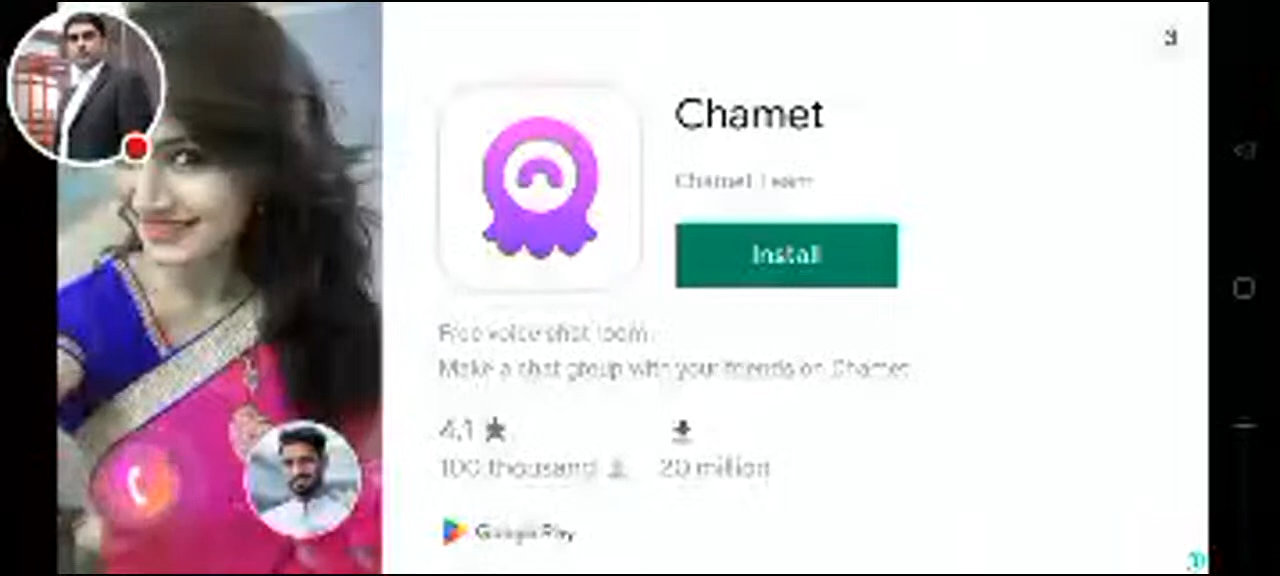 3
Chamet
Chamet Team
Install
Free voice chat room.
Make a chat group with your friends on Chamet
4.1
100 thousand
20 million
Google Play